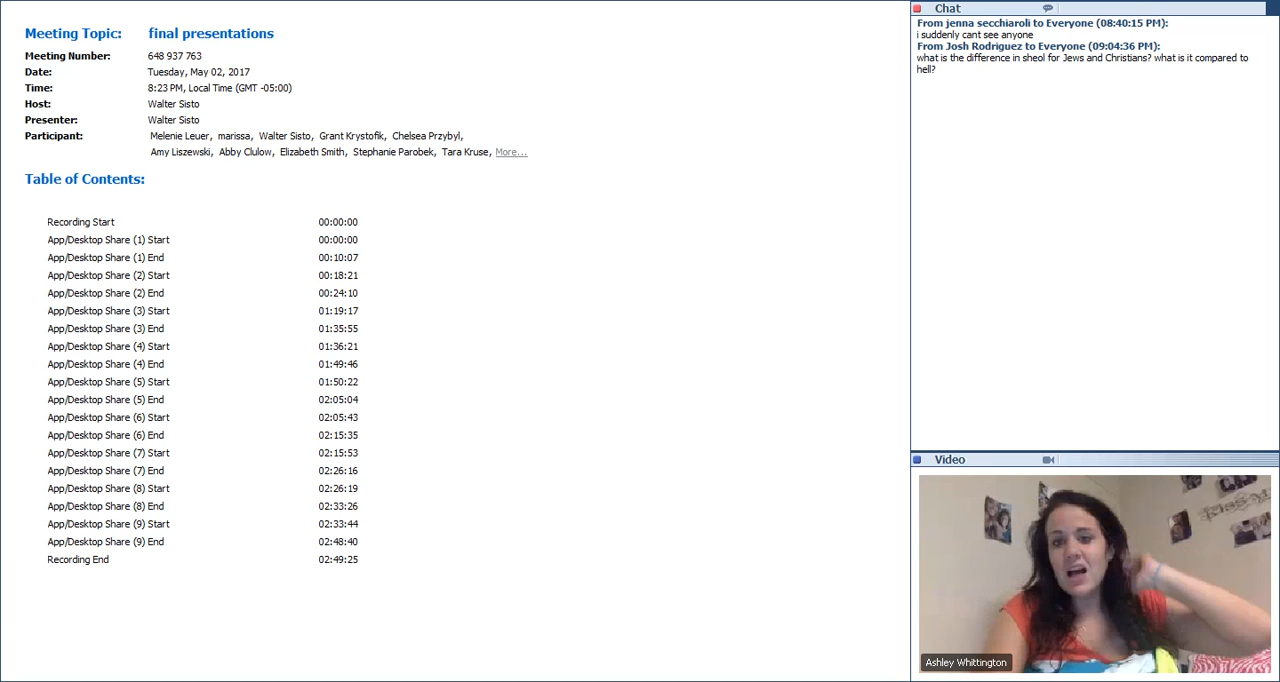 Meeting Topic: final presentations
Meeting Number: 648 937 763
Date: Tuesday, May 02, 2017
Time: 8:23 PM, Local Time (GMT -05:00)
Host: Walter Sisto
Presenter: Walter Sisto
Participant: Melenie Leuer, marissa, Walter Sisto, Grant Krystofik, Chelsea Przybyl,
Amy Liszewski, Abby Clulow, Elizabeth Smith, Stephanie Parobek, Tara Kruse, More...
Table of Contents:
Recording Start 00:00:00
App/Desktop Share (1) Start 00:00:00
App/Desktop Share (1) End 00:10:07
App/Desktop Share (2) Start 00:18:21
App/Desktop Share (2) End 00:24:10
App/Desktop Share (3) Start 01:19:17
App/Desktop Share (3) End 01:35:55
App/Desktop Share (4) Start 01:36:21
App/Desktop Share (4) End 01:49:46
App/Desktop Share (5) Start 01:50:22
App/Desktop Share (5) End 02:05:04
App/Desktop Share (6) Start 02:05:43
App/Desktop Share (6) End 02:15:35
App/Desktop Share (7) Start 02:15:53
App/Desktop Share (7) End 02:26:16
App/Desktop Share (8) Start 02:26:19
App/Desktop Share (8) End 02:33:26
App/Desktop Share (9) Start 02:33:44
App/Desktop Share (9) End 02:48:40
Recording End 02:49:25
Chat
From jenna secchiaroli to Everyone (08:40:15 PM):
i suddenly cant see anyone
From Josh Rodriguez to Everyone (09:04:36 PM):
what is the difference in sheol for Jews and Christians? what is it compared to
hell?
Video
Ashley Whittington